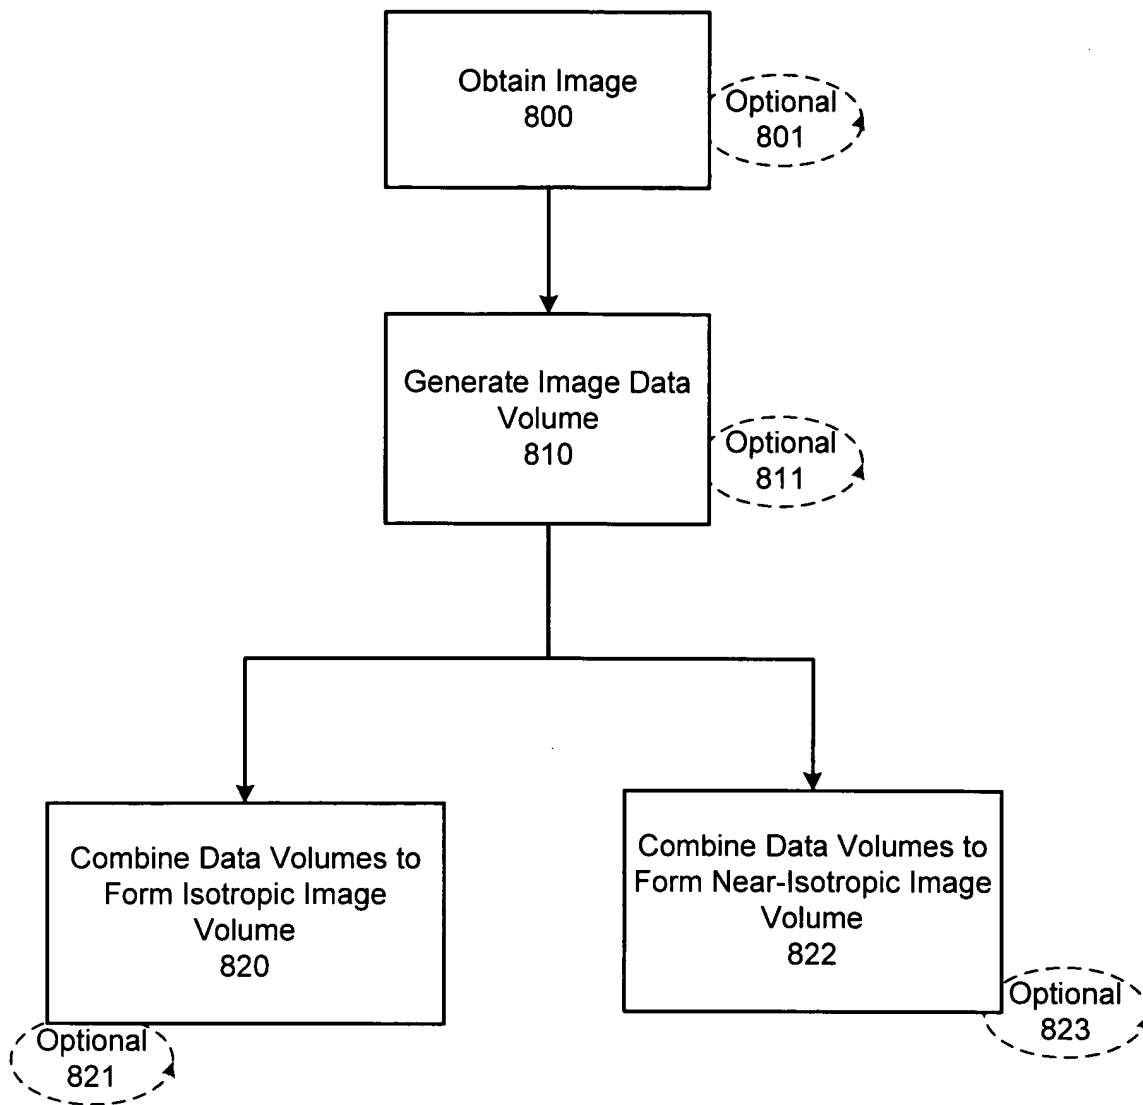 Obtain Image
800
Optional
801
Generate Image Data
Volume
810
Optional
811
Combine Data Volumes to
Form Isotropic Image
Volume
820
Optional
821
Combine Data Volumes to
Form Near-Isotropic Image
Volume
822
Optional
823